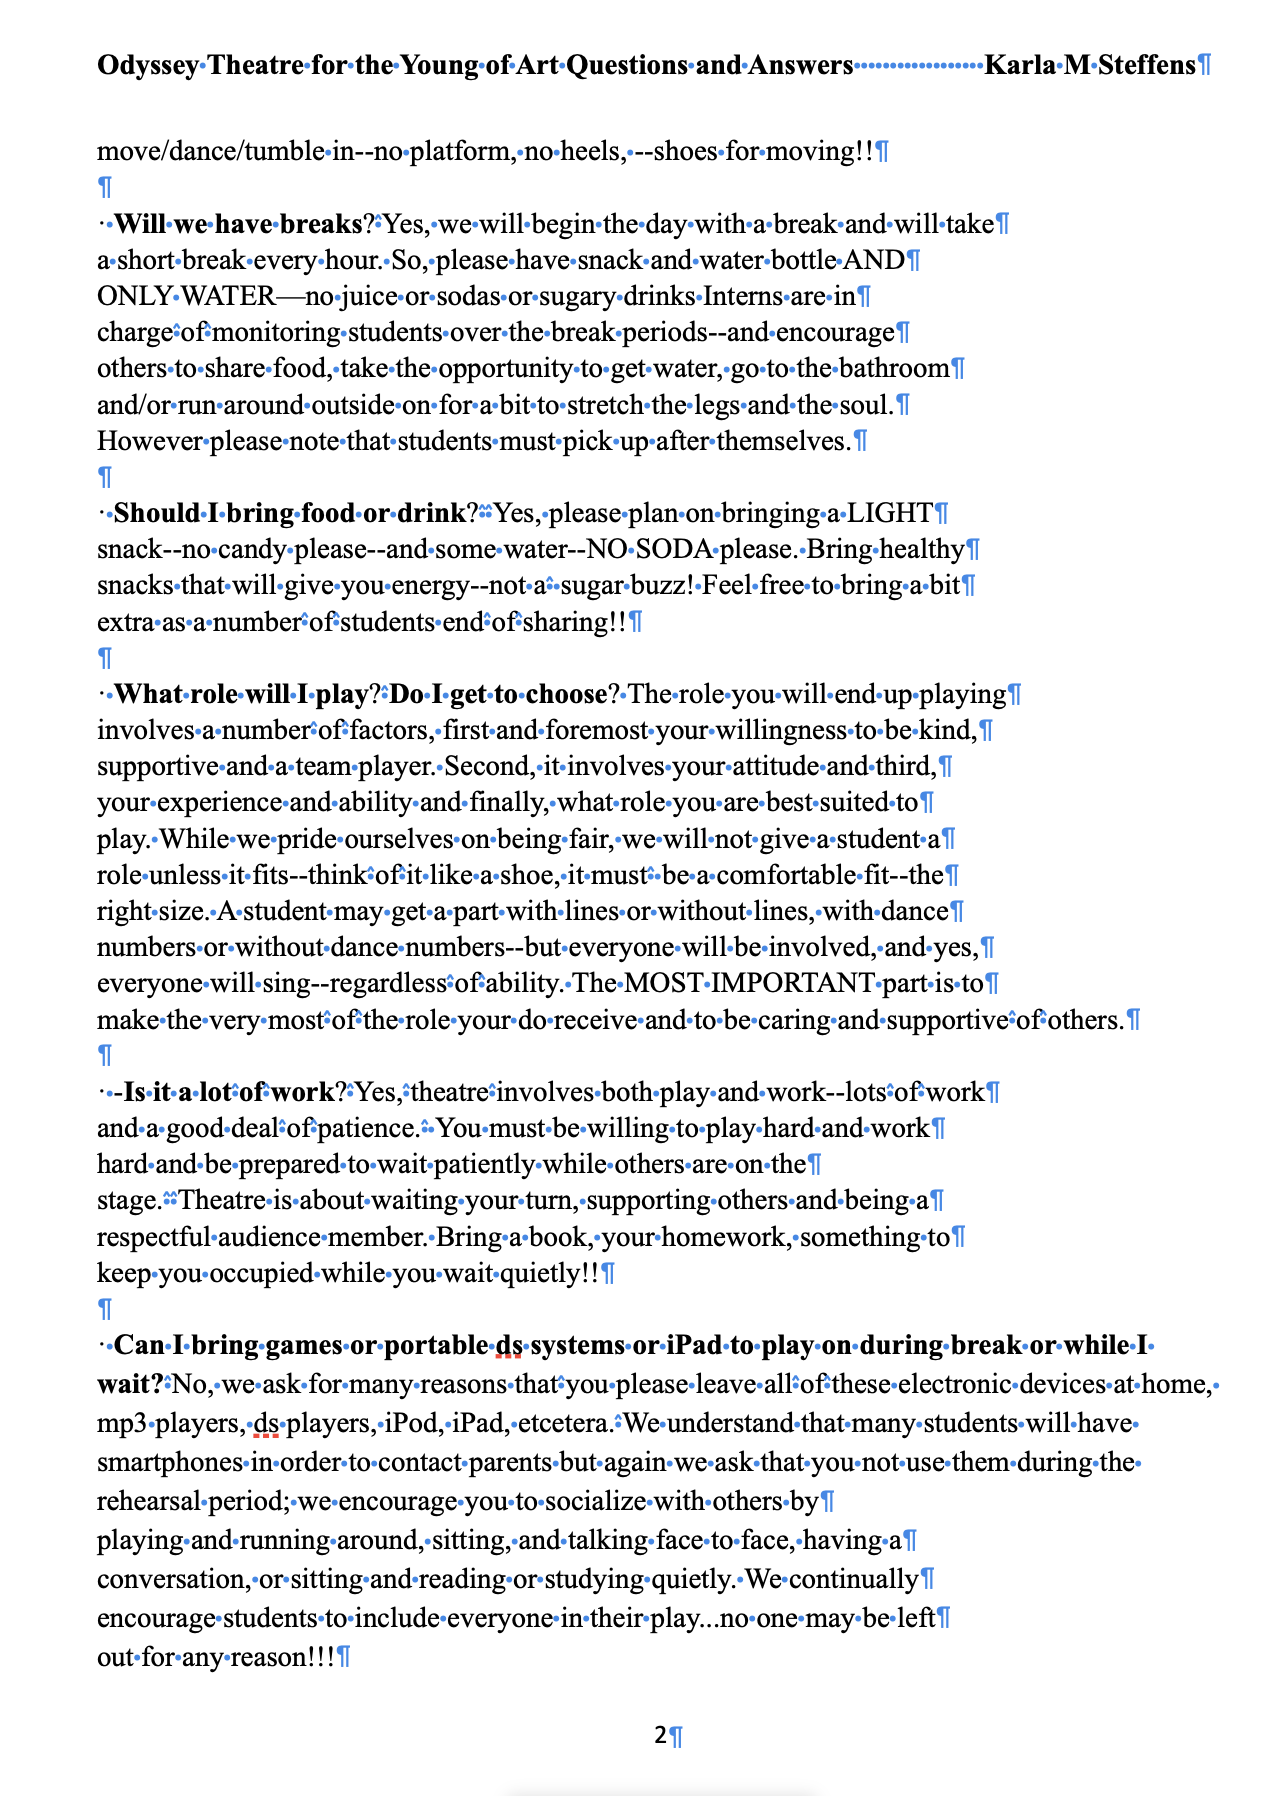 Odyssey Theatre for the Young of Art Questions and Answers Karla M Steffens¶
move/dance/tumble in--no platform, no heels, --shoes for moving!!¶
¶
· Will we have breaks? Yes, we will begin the day with a break and will take¶
a short break every hour. So, please have snack and water bottle AND¶
ONLY WATER—no juice or sodas or sugary drinks Interns are in¶
charge of monitoring students over the break periods--and encourage¶
others to share food, take the opportunity to get water, go to the bathroom¶
and/or run around outside on for a bit to stretch the legs and the soul.¶
However please note that students must pick up after themselves.¶
¶
· Should I bring food or drink? Yes, please plan on bringing a LIGHT¶
snack--no candy please--and some water--NO SODA please. Bring healthy¶
snacks that will give you energy--not a sugar buzz! Feel free to bring a bit¶
extra as a number of students end of sharing!!¶
¶
· What role will I play? Do I get to choose? The role you will end up playing¶
involves a number of factors, first and foremost your willingness to be kind,¶
supportive and a team player. Second, it involves your attitude and third,¶
your experience and ability and finally, what role you are best suited to¶
play. While we pride ourselves on being fair, we will not give a student a¶
role unless it fits--think of it like a shoe, it must be a comfortable fit--the¶
right size. A student may get a part with lines or without lines, with dance¶
numbers or without dance numbers--but everyone will be involved, and yes,¶
everyone will sing--regardless of ability. The MOST IMPORTANT part is to¶
make the very most of the role your do receive and to be caring and supportive of others.¶
¶
· -Is it a lot of work? Yes, theatre involves both play and work--lots of work¶
and a good deal of patience. You must be willing to play hard and work¶
hard and be prepared to wait patiently while others are on the¶
stage. Theatre is about waiting your turn, supporting others and being a¶
respectful audience member. Bring a book, your homework, something to¶
keep you occupied while you wait quietly!!¶
¶
· Can I bring games or portable ds systems or iPad to play on during break or while I
wait? No, we ask for many reasons that you please leave all of these electronic devices at home,
mp3 players, ds players, iPod, iPad, etcetera. We understand that many students will have
smartphones in order to contact parents but again we ask that you not use them during the
rehearsal period; we encourage you to socialize with others by¶
playing and running around, sitting, and talking face to face, having a¶
conversation, or sitting and reading or studying quietly. We continually¶
encourage students to include everyone in their play...no one may be left¶
out for any reason!!!¶
2¶